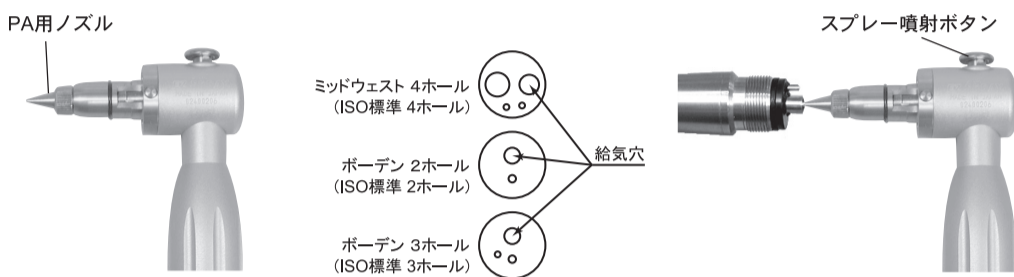 PA用ノズル
ミッドウェスト 4ホール
(ISO標準 4ホール)
ボーデン 2ホール
(ISO標準 2ホール)
ボーデン 3ホール
(ISO標準 3ホール)
給気穴
スプレー噴射ボタン